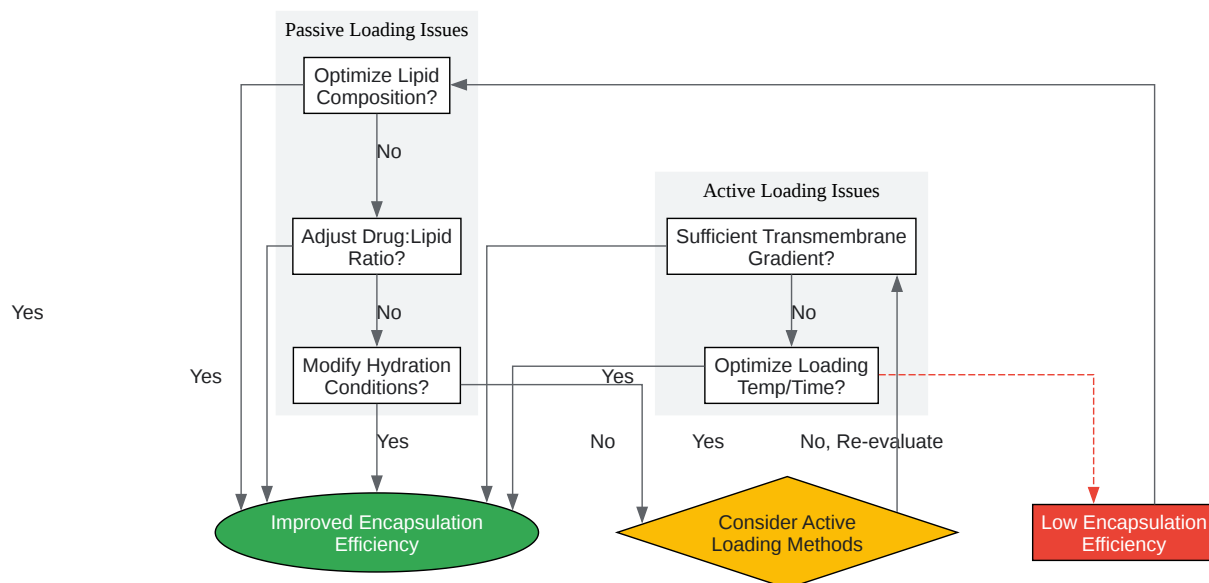 Passive Loading Issues
Optimize Lipid
Composition?
No
Active Loading Issues
Adjust Drug:Lipid
Ratio?
Sufficient Transmembrane
Gradient?
Yes
No
No
Modify Hydration
Conditions?
Optimize Loading
Temp/Time?
Yes
Yes
Yes
No
Yes
No, Re-evaluate
Improved Encapsulation
Efficiency
Consider Active
Loading Methods
Low Encapsulation
Efficiency